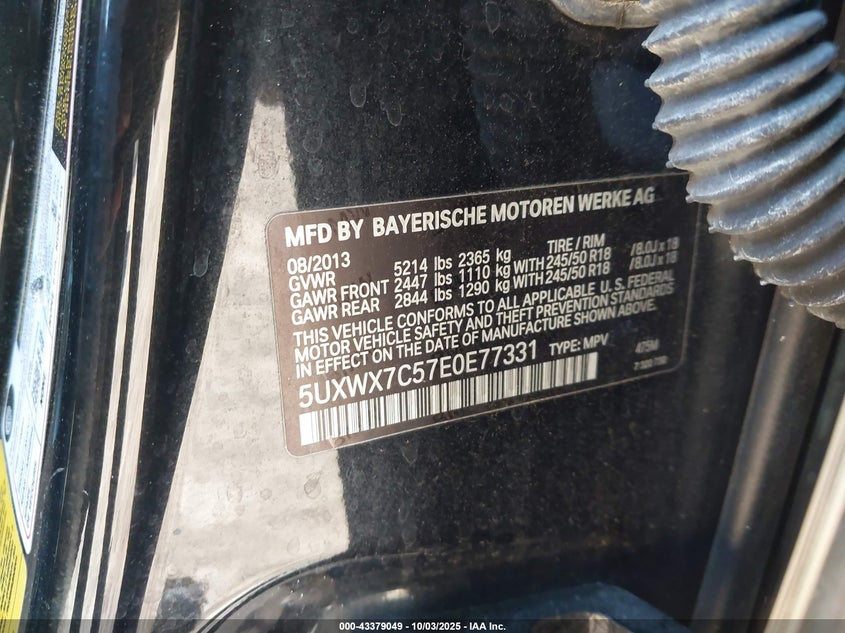 MFD BY BAYERISCHE MOTOREN WERKE AG
08/2013 TIRE / RIM
GVWR 5214 lbs 2365 kg
GAWR FRONT 2447 lbs 1110 kg WITH 245/50 R18 /8.0J x 18
GAWR REAR 2844 lbs 1290 kg WITH 245/50 R18 /8.0J x 18
THIS VEHICLE CONFORMS TO ALL APPLICABLE U.S. FEDERAL
MOTOR VEHICLE SAFETY AND THEFT PREVENTION STANDARDS
IN EFFECT ON THE DATE OF MANUFACTURE SHOWN ABOVE.
5UXWX7C57E0E77331 TYPE: MPV 475M
000-43379049 - 10/03/2025 - IAA Inc.